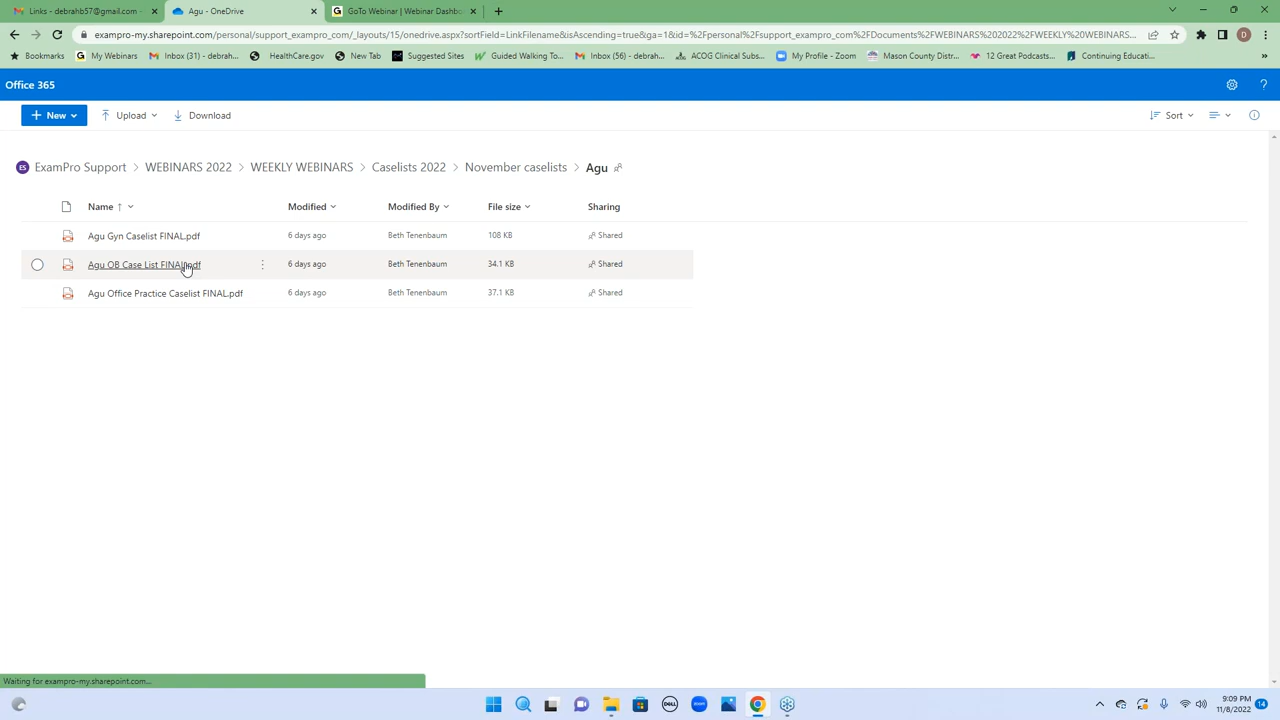 Links - debrahb57@gmail.com -
Agu - OneDrive
GoTo Webinar | Webinar Dashbo
exampro-my.sharepoint.com/personal/support_exampro_com/_layouts/15/onedrive.aspx?sortField=LinkFilename&isAscending=true&ga=1&id=%2Fpersonal%2Fsupport_exampro_com%2FDocuments%2FWEBINARS%202022%2FWEEKLY%20WEBINARS...
D
Bookmarks
My Webinars
Inbox (31) - debrah...
HealthCare.gov
New Tab
Suggested Sites
Guided Walking To...
Inbox (56) - debrah...
ACOG Clinical Subs...
My Profile - Zoom
Mason County Distr...
12 Great Podcasts...
Continuing Educati...
»
Office 365
?
+ New
Upload
Download
Sort
ES ExamPro Support > WEBINARS 2022 > WEEKLY WEBINARS > Caselists 2022 > November caselists > Agu
Name ↑ Modified Modified By File size Sharing
Agu Gyn Caselist FINAL.pdf 6 days ago Beth Tenenbaum 108 KB Shared
Agu OB Case List FINAL.pdf 6 days ago Beth Tenenbaum 34.1 KB Shared
Agu Office Practice Caselist FINAL.pdf 6 days ago Beth Tenenbaum 37.1 KB Shared
Waiting for exampro-my.sharepoint.com...
DELL
zoom
9:09 PM
11/8/2022
14